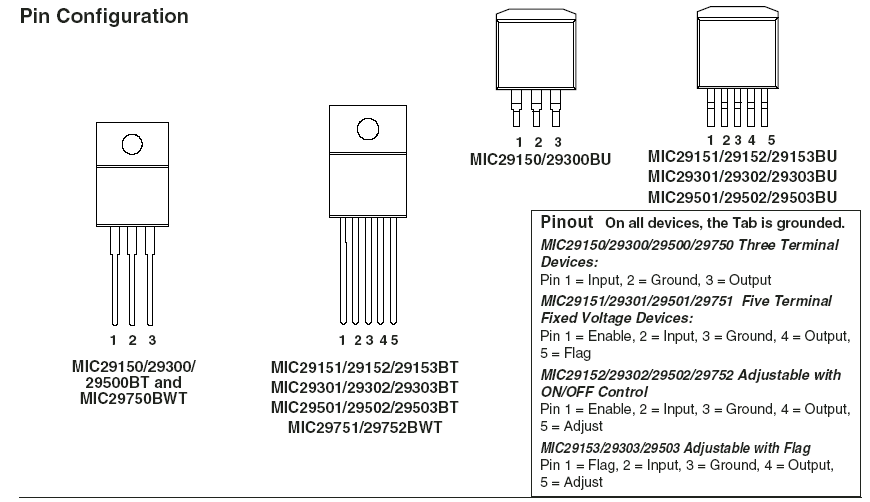 Pin Configuration
1 2 3
MIC29150/29300BU
1 2 3 4 5
MIC29151/29152/29153BU
MIC29301/29302/29303BU
MIC29501/29502/29503BU
1 2 3
MIC29150/29300/
29500BT and
MIC29750BWT
1 2 3 4 5
MIC29151/29152/29153BT
MIC29301/29302/29303BT
MIC29501/29502/29503BT
MIC29751/29752BWT
Pinout On all devices, the Tab is grounded.
MIC29150/29300/29500/29750 Three Terminal
Devices:
Pin 1 = Input, 2 = Ground, 3 = Output
MIC29151/29301/29501/29751 Five Terminal
Fixed Voltage Devices:
Pin 1 = Enable, 2 = Input, 3 = Ground, 4 = Output,
5 = Flag
MIC29152/29302/29502/29752 Adjustable with
ON/OFF Control
Pin 1 = Enable, 2 = Input, 3 = Ground, 4 = Output,
5 = Adjust
MIC29153/29303/29503 Adjustable with Flag
Pin 1 = Flag, 2 = Input, 3 = Ground, 4 = Output,
5 = Adjust